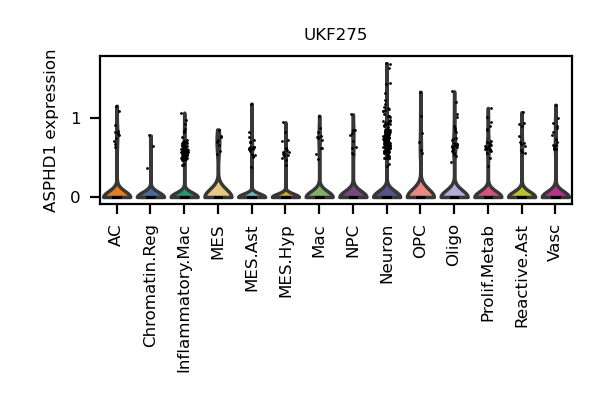 UKF275
ASPHD1 expression
1
0
AC
Chromatin.Reg
Inflammatory.Mac
MES
MES.Ast
MES.Hyp
Mac
NPC
Neuron
OPC
Oligo
Prolif.Metab
Reactive.Ast
Vasc